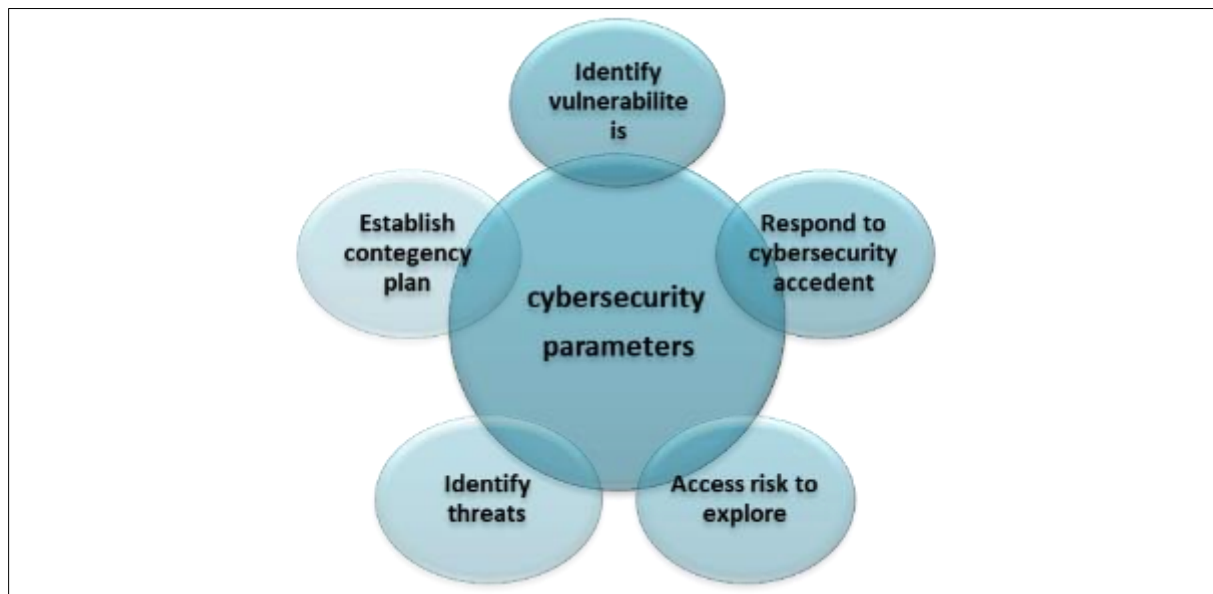 Identify
vulnerabilite
is
Establish
contegency
plan
Respond to
cybersecurity
accedent
cybersecurity
parameters
Identify
threats
Access risk to
explore